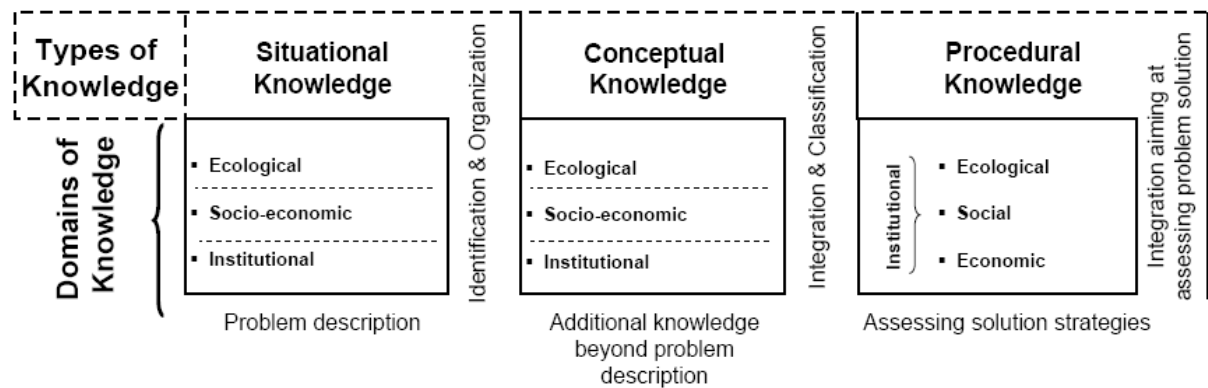 Types of
Knowledge
Situational
Knowledge
Identification & Organization
Conceptual
Knowledge
Integration & Classification
Procedural
Knowledge
Integration aiming at
assessing problem solution
Domains of
Knowledge
▪ Ecological
▪ Socio-economic
▪ Institutional
Problem description
▪ Ecological
▪ Socio-economic
▪ Institutional
Additional knowledge
beyond problem
description
Institutional
▪ Ecological
▪ Social
▪ Economic
Assessing solution strategies